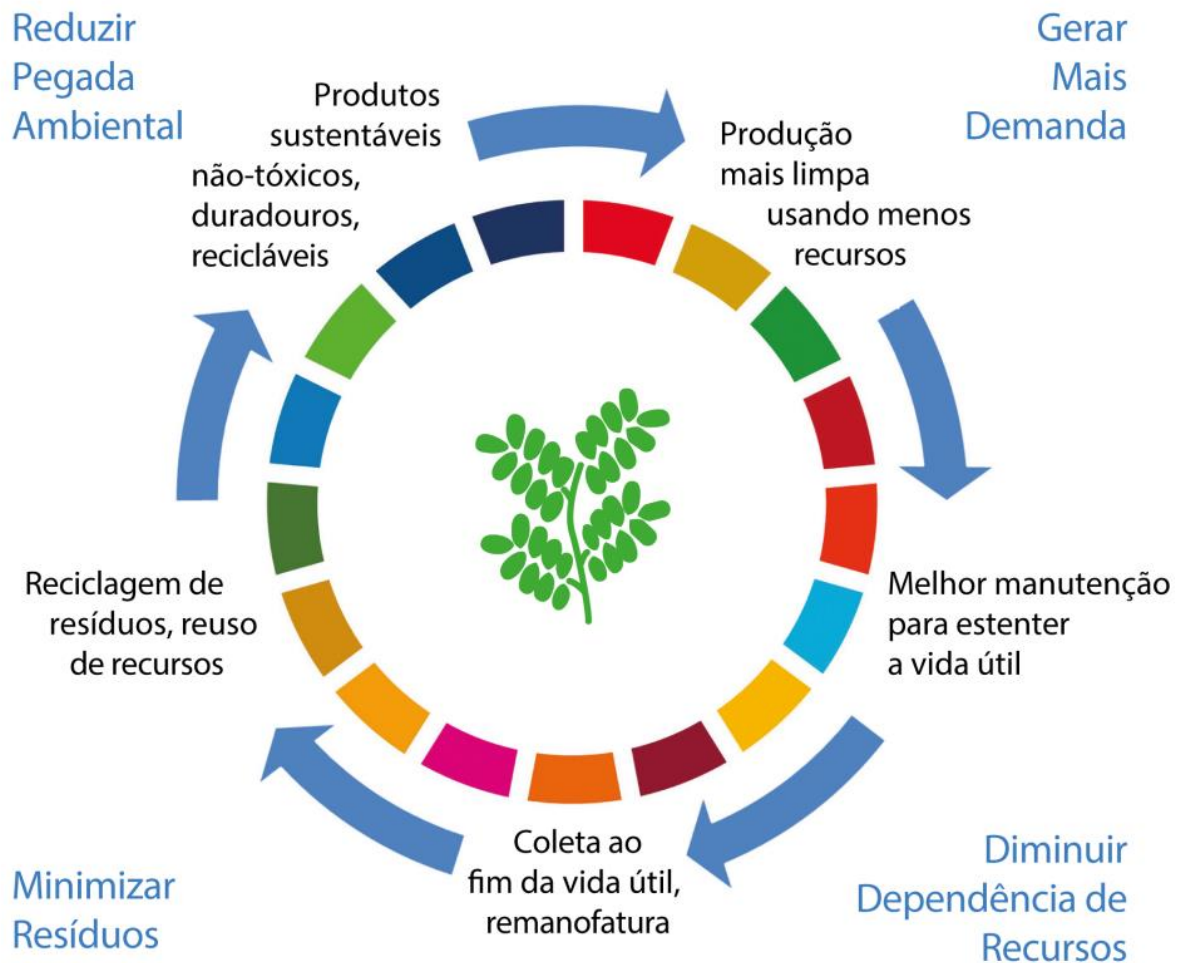 Reduzir
Pegada
Ambiental
Gerar
Mais
Demanda
Produtos
sustentáveis
não-tóxicos,
duradouros,
recicláveis
Produção
mais limpa
usando menos
recursos
Melhor manutenção
para estenter
a vida útil
Coleta ao
fim da vida útil,
remanofatura
Reciclagem de
resíduos, reuso
de recursos
Minimizar
Resíduos
Diminuir
Dependência de
Recursos